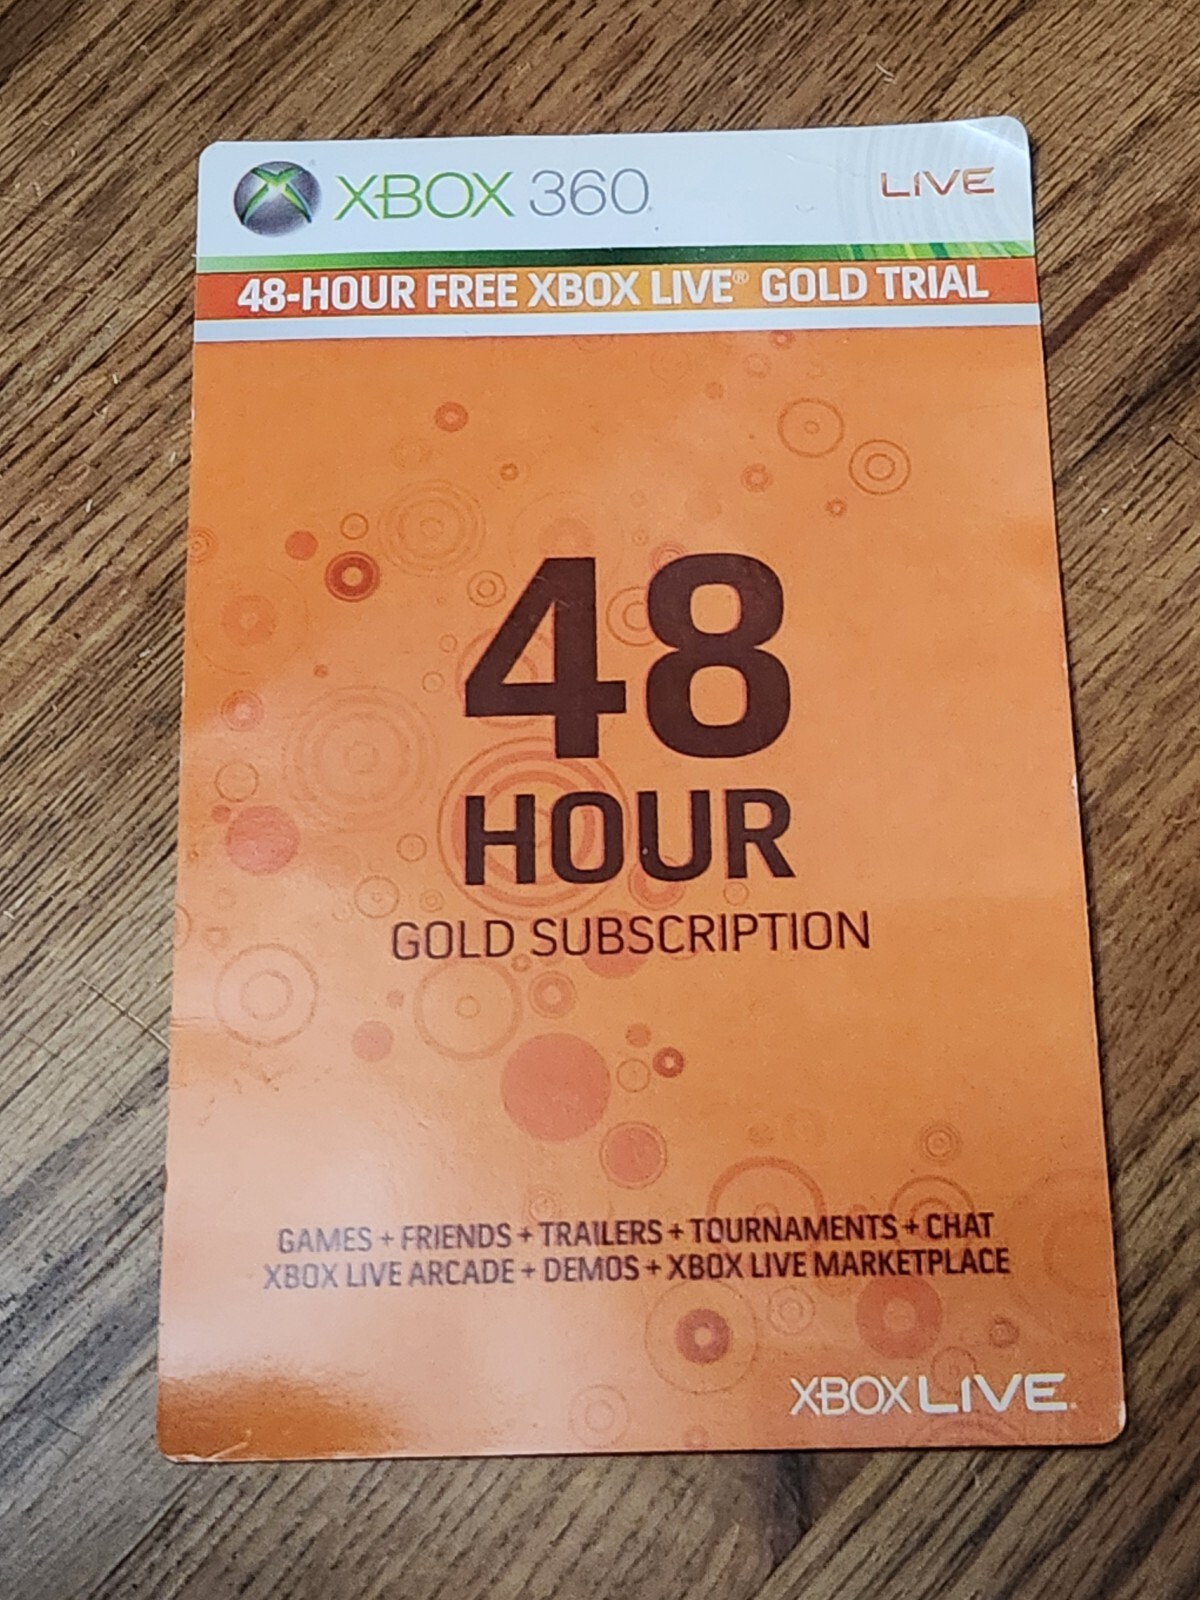 XBOX 360 LIVE
48-HOUR FREE XBOX LIVE® GOLD TRIAL
48
HOUR
GOLD SUBSCRIPTION
GAMES + FRIENDS + TRAILERS + TOURNAMENTS + CHAT
XBOX LIVE ARCADE + DEMOS + XBOX LIVE MARKETPLACE
XBOX LIVE